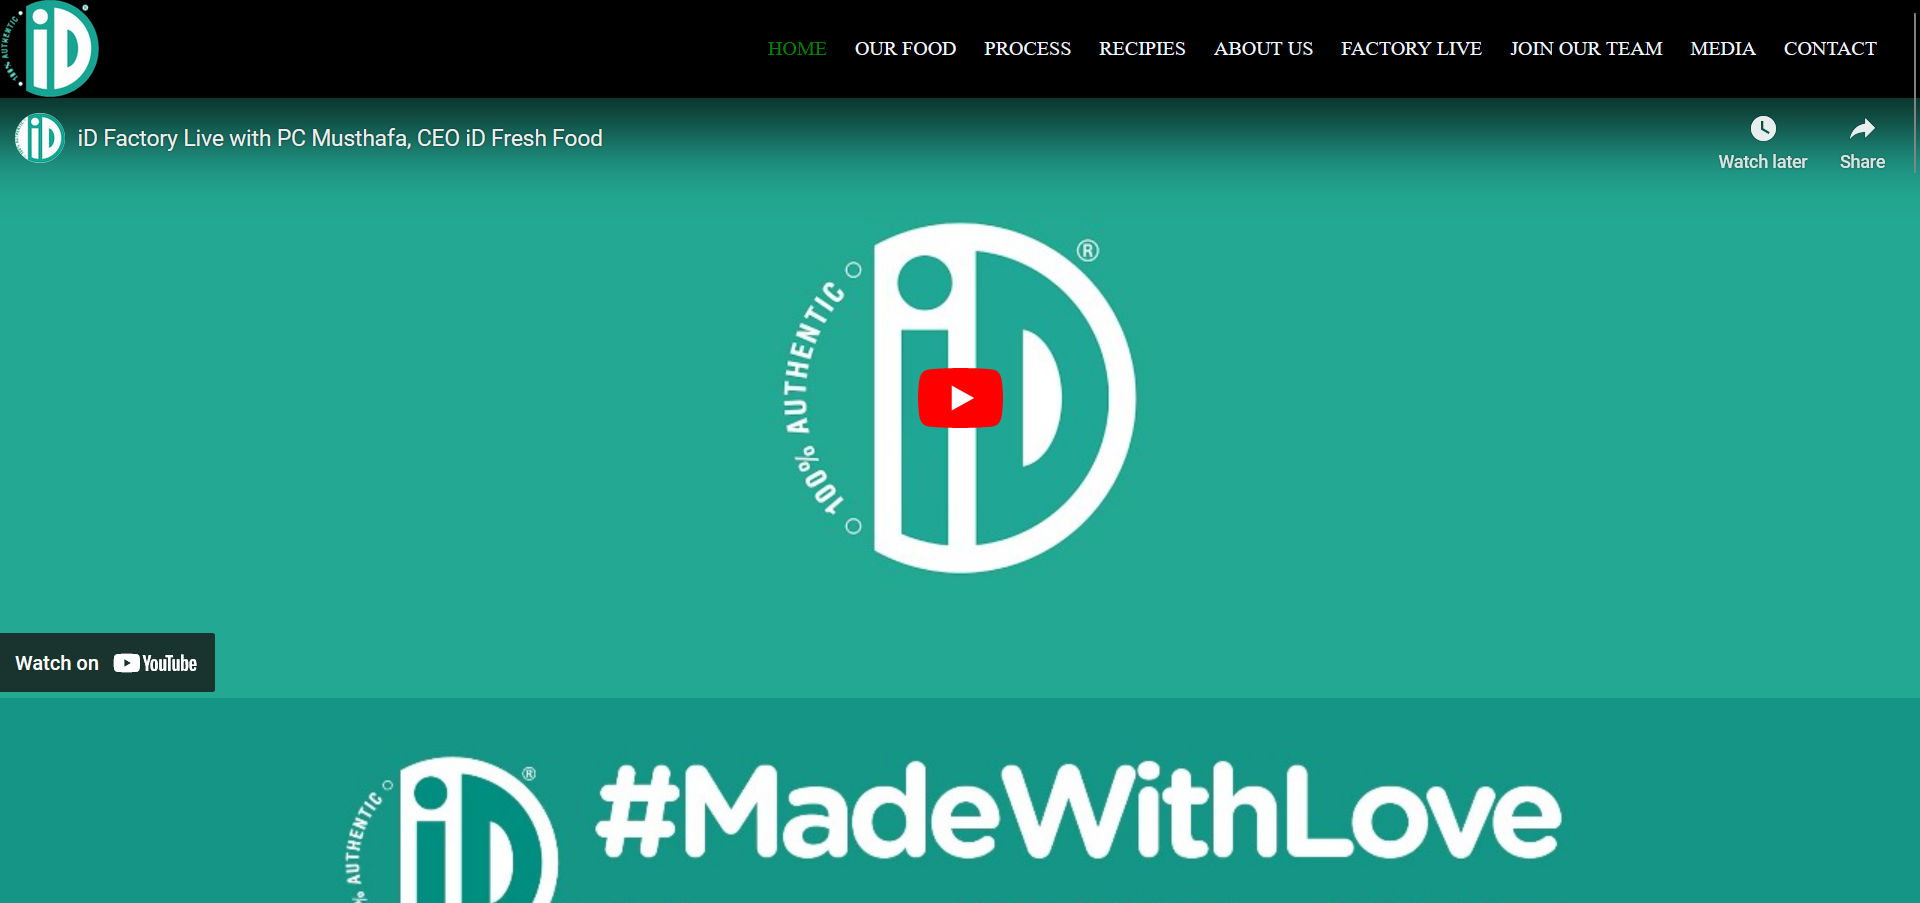 100% AUTHENTIC
iD
HOME OUR FOOD PROCESS RECIPIES ABOUT US FACTORY LIVE JOIN OUR TEAM MEDIA CONTACT
iD
iD Factory Live with PC Musthafa, CEO iD Fresh Food
Watch later
Share
100% AUTHENTIC
iD
®
Watch on YouTube
% AUTHENTIC
iD
®
#MadeWithLove